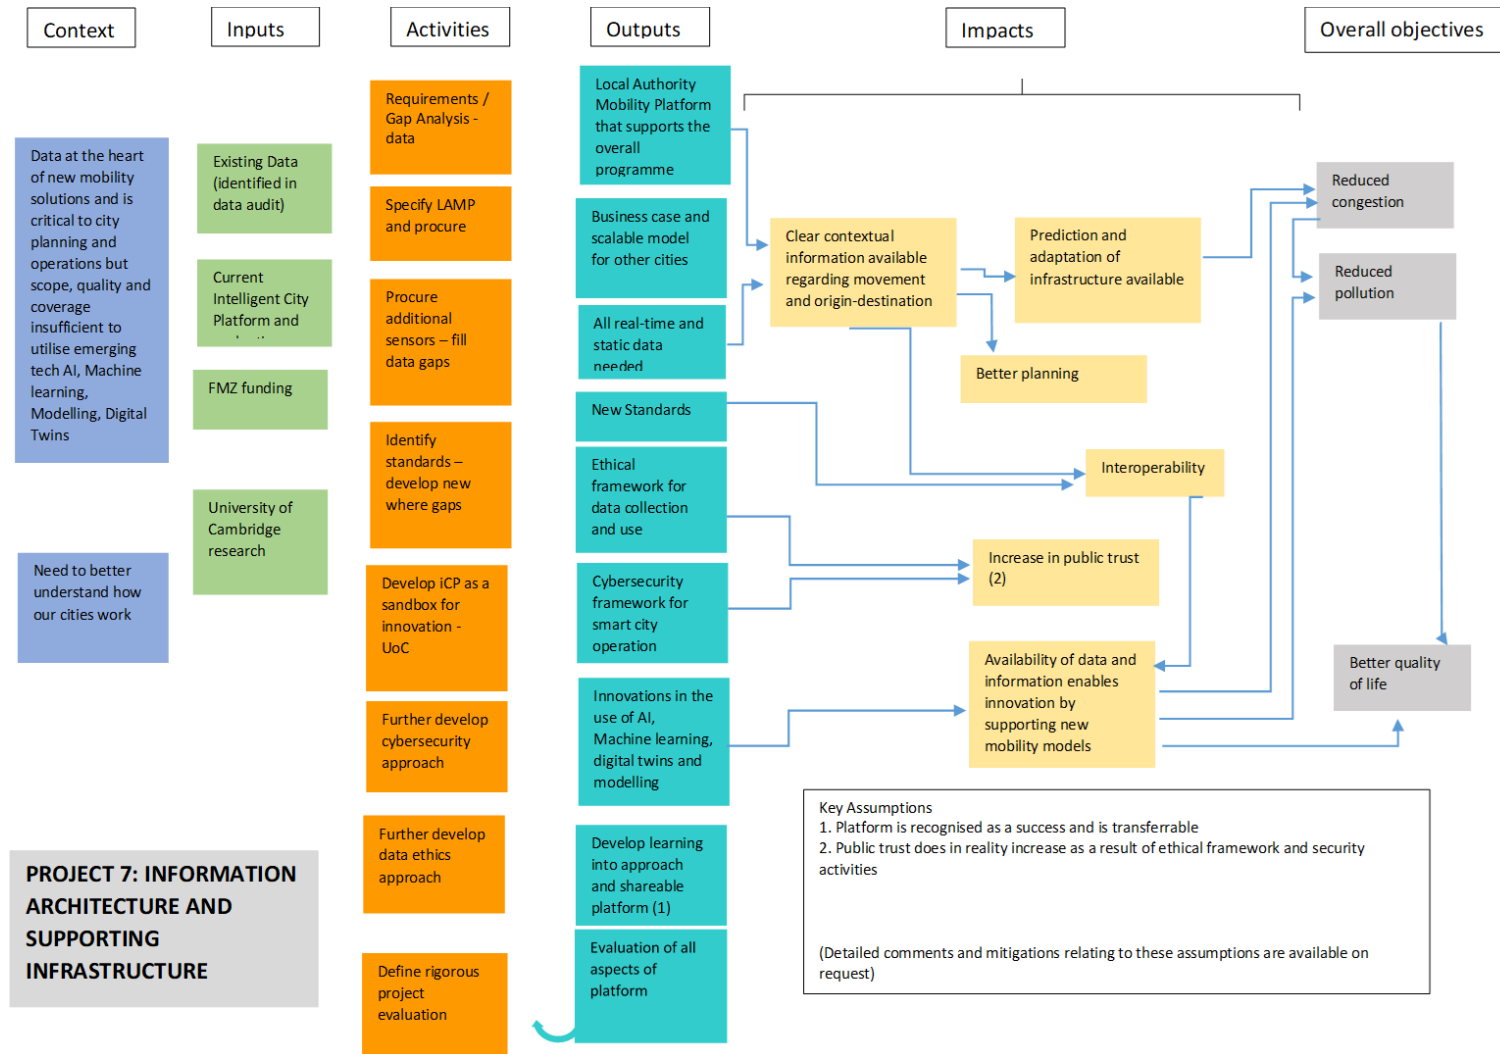 Context
Inputs
Activities
Outputs
Impacts
Overall objectives
Data at the heart
of new mobility
solutions and is
critical to city
planning and
operations but
scope, quality and
coverage
insufficient to
utilise emerging
tech AI, Machine
learning,
Modelling, Digital
Twins
Need to better
understand how
our cities work
Existing Data
(identified in
data audit)
Current
Intelligent City
Platform and
FMZ funding
University of
Cambridge
research
Requirements /
Gap Analysis -
data
Specify LAMP
and procure
Procure
additional
sensors – fill
data gaps
Identify
standards –
develop new
where gaps
Develop iCP as a
sandbox for
innovation -
UoC
Further develop
cybersecurity
approach
Further develop
data ethics
approach
Define rigorous
project
evaluation
Local Authority
Mobility Platform
that supports the
overall
programme
Business case and
scalable model
for other cities
All real-time and
static data
needed
New Standards
Ethical
framework for
data collection
and use
Cybersecurity
framework for
smart city
operation
Innovations in the
use of AI,
Machine learning,
digital twins and
modelling
Develop learning
into approach
and shareable
platform (1)
Evaluation of all
aspects of
platform
Clear contextual
information available
regarding movement
and origin-destination
Prediction and
adaptation of
infrastructure available
Better planning
Interoperability
Increase in public trust
(2)
Availability of data and
information enables
innovation by
supporting new
mobility models
Reduced
congestion
Reduced
pollution
Better quality
of life
Key Assumptions
1. Platform is recognised as a success and is transferrable
2. Public trust does in reality increase as a result of ethical framework and security
activities
(Detailed comments and mitigations relating to these assumptions are available on
request)
PROJECT 7: INFORMATION
ARCHITECTURE AND
SUPPORTING
INFRASTRUCTURE